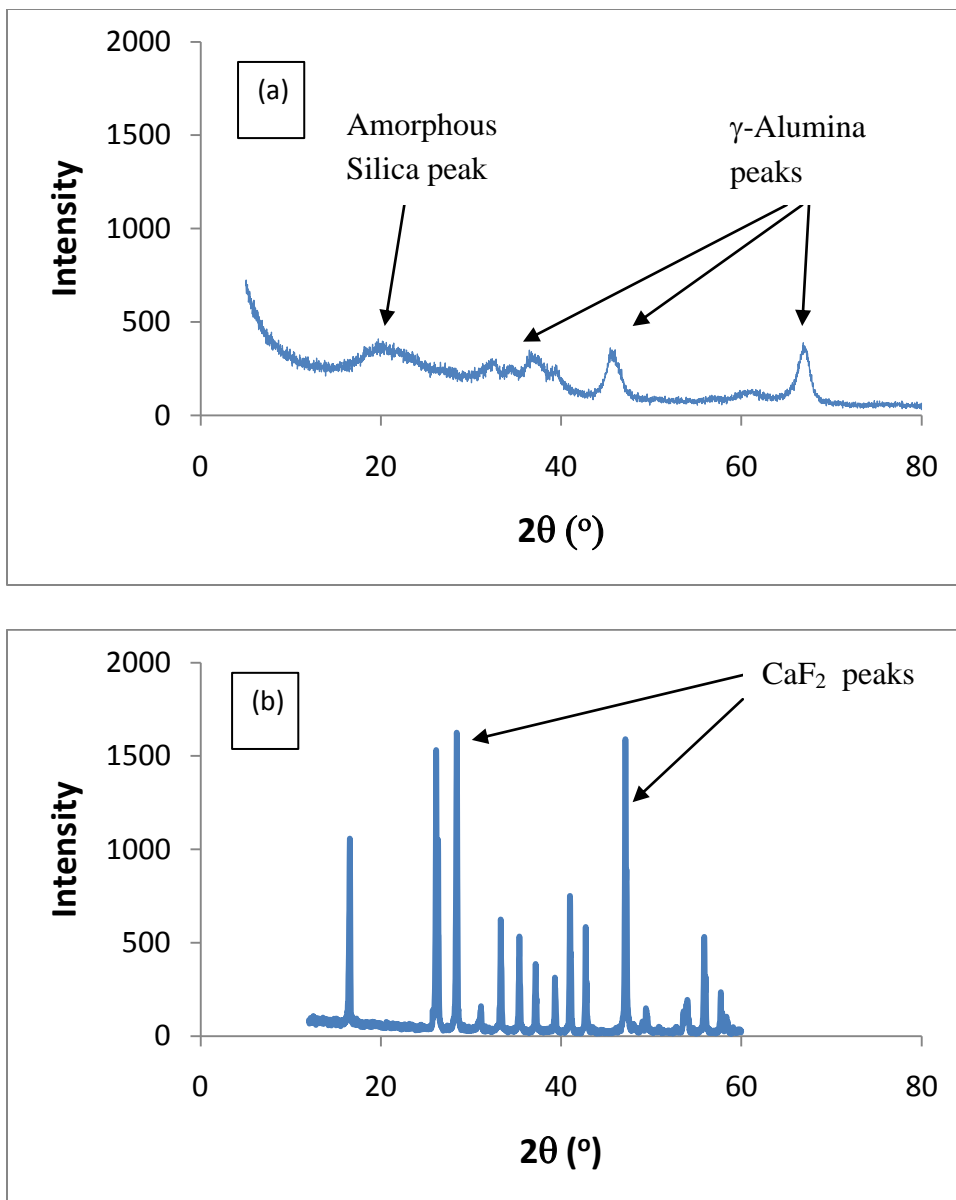 2000
(a)
Amorphous
Silica peak
γ-Alumina
peaks
1500
1000
500
0
Intensity
0 20 40 60 80
2θ (º)
2000
(b)
CaF₂ peaks
1500
1000
500
0
Intensity
0 20 40 60 80
2θ (º)